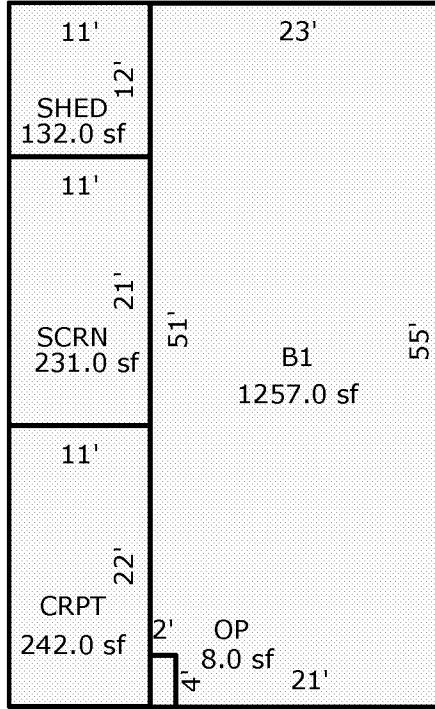 11'
23'
12'
SHED
132.0 sf
11'
21'
SCRN
231.0 sf
51'
B1
1257.0 sf
55'
11'
22'
CRPT
242.0 sf
2'
OP
8.0 sf
4'
21'